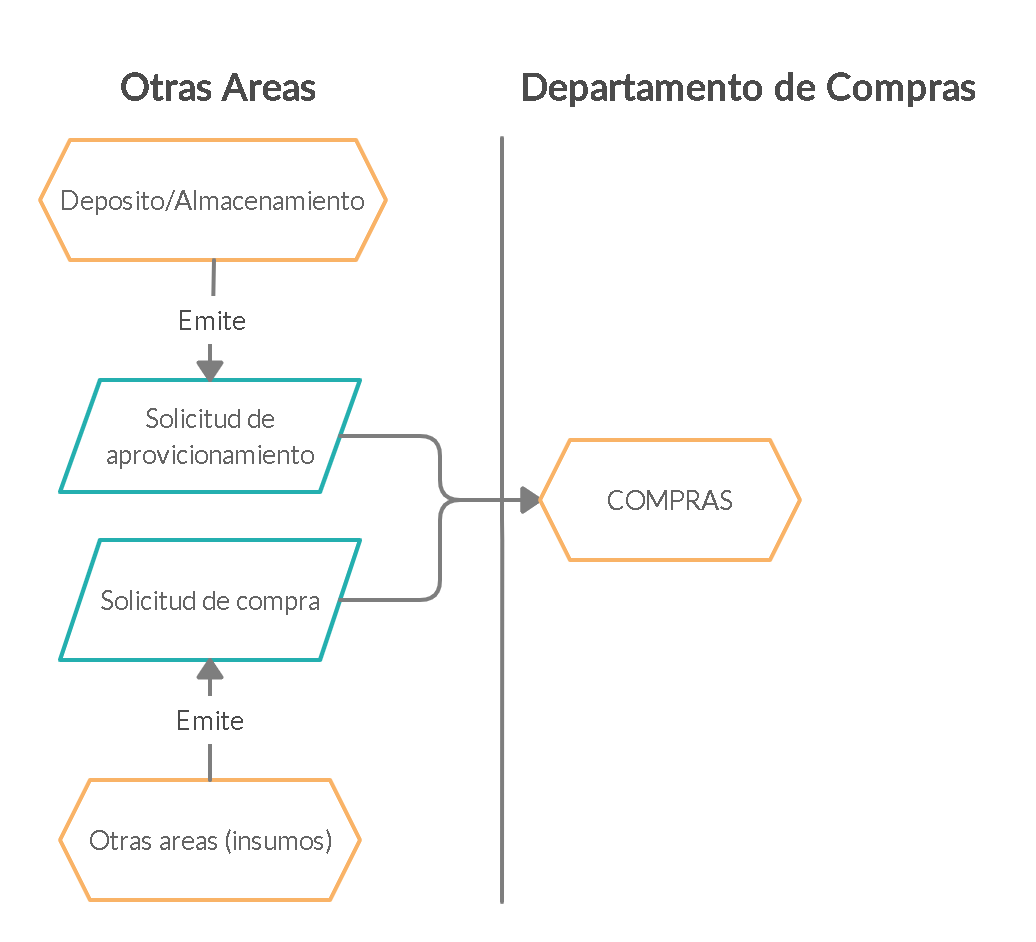 Otras Areas
Departamento de Compras
Deposito/Almacenamiento
Emite
Solicitud de
aprovicionamiento
COMPRAS
Solicitud de compra
Emite
Otras areas (insumos)